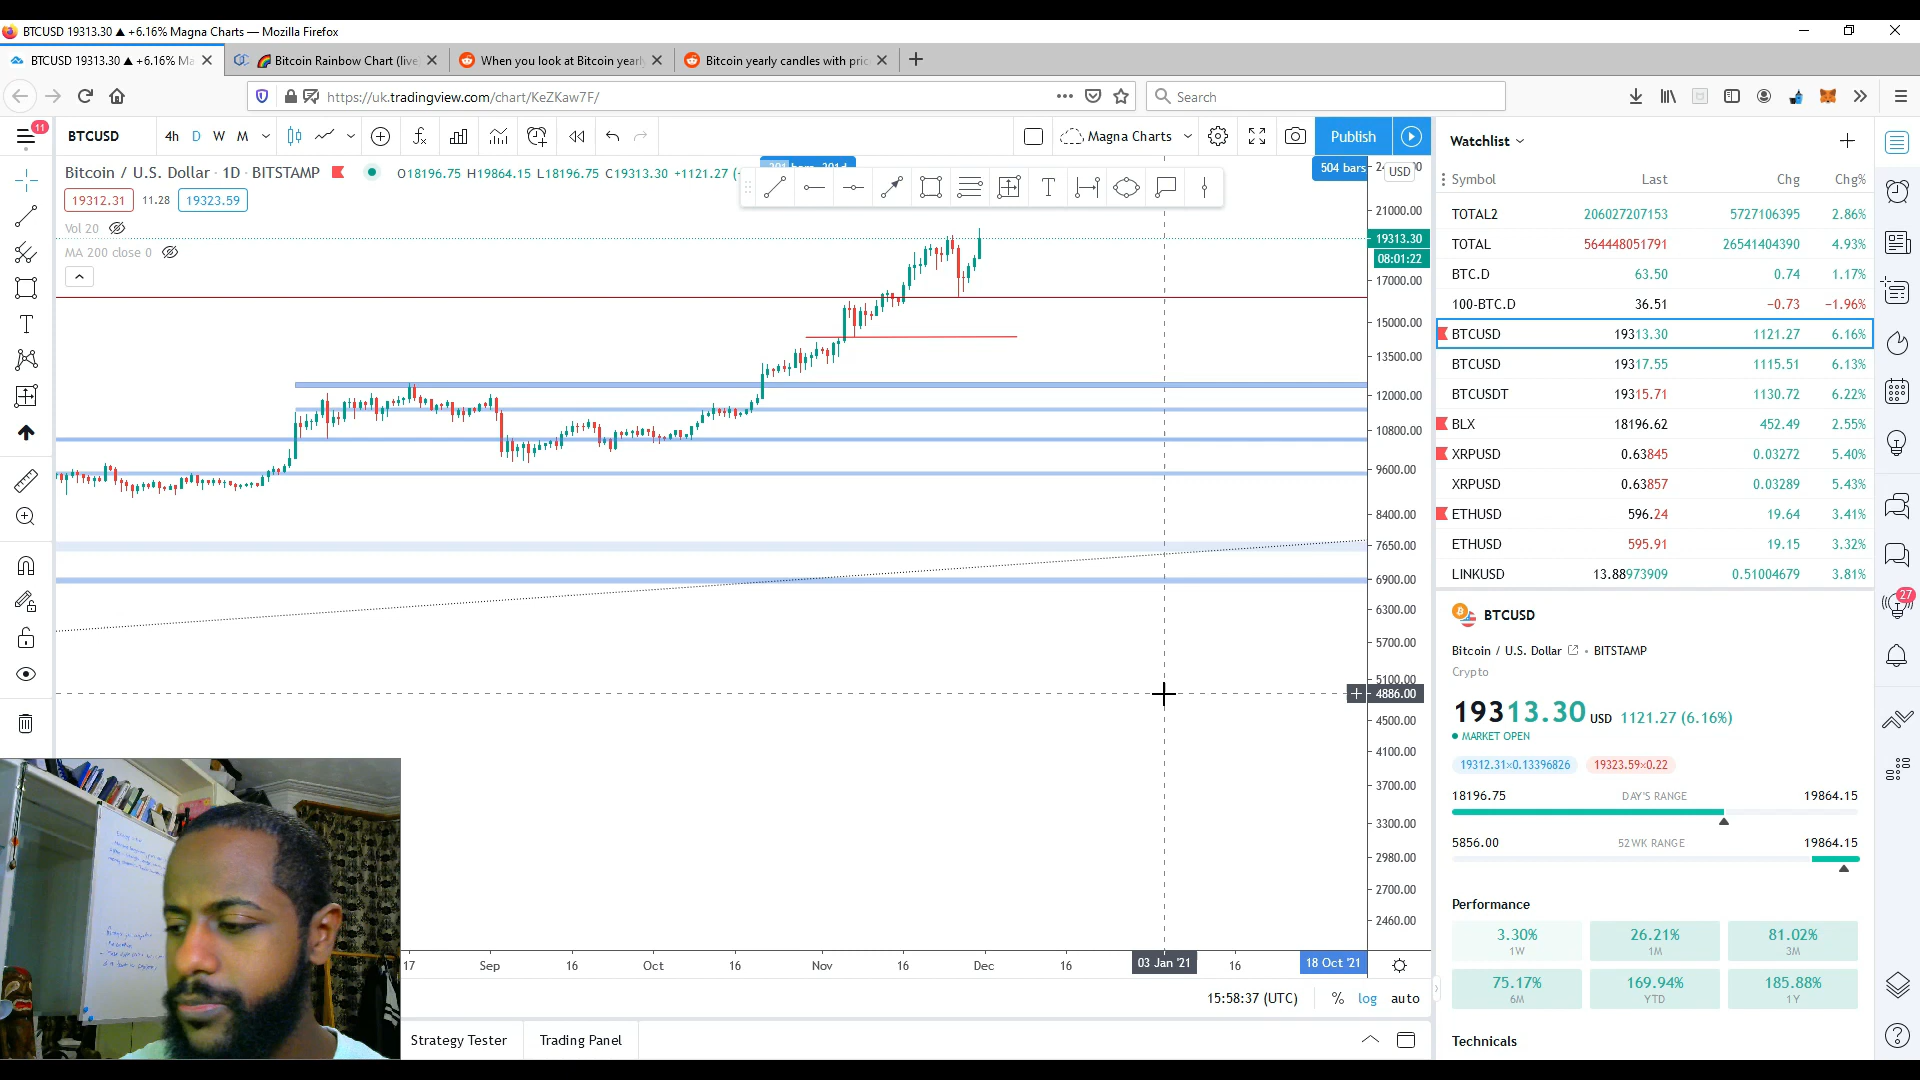 BTCUSD 19313.30 ▲ +6.16% Magna Charts — Mozilla Firefox
BTCUSD 19313.30 ▲ +6.16% Ma
Bitcoin Rainbow Chart (live
When you look at Bitcoin yearl
Bitcoin yearly candles with pric
https://uk.tradingview.com/chart/KeZKaw7F/
Search
11
BTCUSD
4h D W M
Magna Charts
Publish
Bitcoin / U.S. Dollar · 1D · BITSTAMP
O18196.75 H19864.15 L18196.75 C19313.30 +1121.27 (
504 bars
USD
19312.31 11.28 19323.59
Vol 20
MA 200 close 0
21000.00
19313.30
08:01:22
17000.00
15000.00
13500.00
12000.00
10800.00
9600.00
8400.00
7650.00
6900.00
6300.00
5700.00
5100.00
4886.00
4500.00
4100.00
3700.00
3300.00
2980.00
2700.00
2460.00
17 Sep 16 Oct 16 Nov 16 Dec 16 03 Jan '21 16 18 Oct '21
15:58:37 (UTC) % log auto
Strategy Tester Trading Panel
Watchlist
Symbol Last Chg Chg%
TOTAL2 206027207153 5727106395 2.86%
TOTAL 564448051791 26541404390 4.93%
BTC.D 63.50 0.74 1.17%
100-BTC.D 36.51 −0.73 −1.96%
BTCUSD 19313.30 1121.27 6.16%
BTCUSD 19317.55 1115.51 6.13%
BTCUSDT 19315.71 1130.72 6.22%
BLX 18196.62 452.49 2.55%
XRPUSD 0.63845 0.03272 5.40%
XRPUSD 0.63857 0.03289 5.43%
ETHUSD 596.24 19.64 3.41%
ETHUSD 595.91 19.15 3.32%
LINKUSD 13.88973909 0.51004679 3.81%
27
BTCUSD
Bitcoin / U.S. Dollar • BITSTAMP
Crypto
19313.30 USD 1121.27 (6.16%)
MARKET OPEN
19312.31×0.13396826 19323.59×0.22
18196.75 DAY'S RANGE 19864.15
5856.00 52WK RANGE 19864.15
Performance
3.30% 26.21% 81.02%
1W 1M 3M
75.17% 169.94% 185.88%
6M YTD 1Y
Technicals